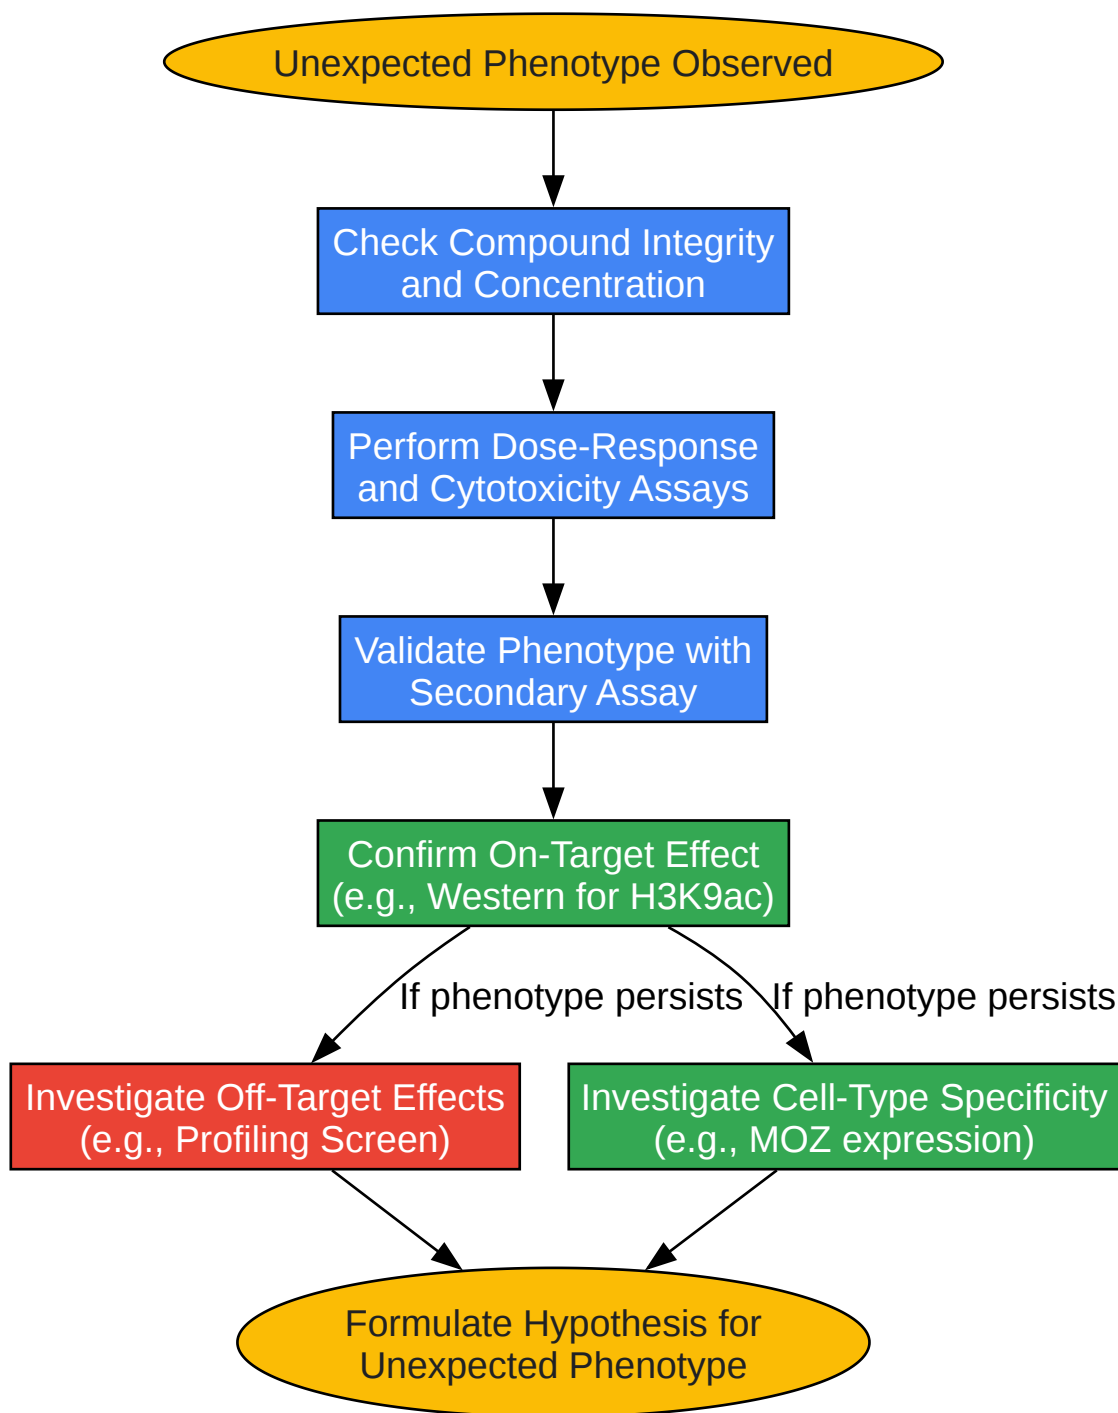 Unexpected Phenotype Observed
Check Compound Integrity
and Concentration
Perform Dose-Response
and Cytotoxicity Assays
Validate Phenotype with
Secondary Assay
Confirm On-Target Effect
(e.g., Western for H3K9ac)
If phenotype persists
If phenotype persists
Investigate Off-Target Effects
(e.g., Profiling Screen)
Investigate Cell-Type Specificity
(e.g., MOZ expression)
Formulate Hypothesis for
Unexpected Phenotype